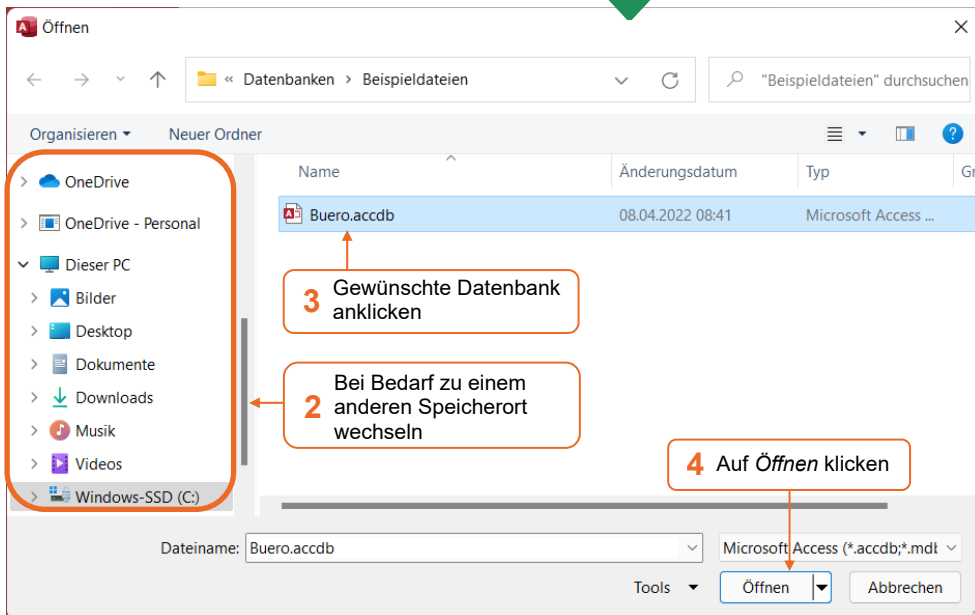 Öffnen
« Datenbanken > Beispieldateien
"Beispieldateien" durchsuchen
Organisieren
Neuer Ordner
Name
Änderungsdatum
Typ
Gr
OneDrive
OneDrive - Personal
Dieser PC
Bilder
Desktop
Dokumente
Downloads
Musik
Videos
Windows-SSD (C:)
Buero.accdb
08.04.2022 08:41
Microsoft Access ...
3 Gewünschte Datenbank
anklicken
2 Bei Bedarf zu einem
anderen Speicherort
wechseln
4 Auf Öffnen klicken
Dateiname:
Buero.accdb
Microsoft Access (*.accdb;*.mdb
Tools
Öffnen
Abbrechen